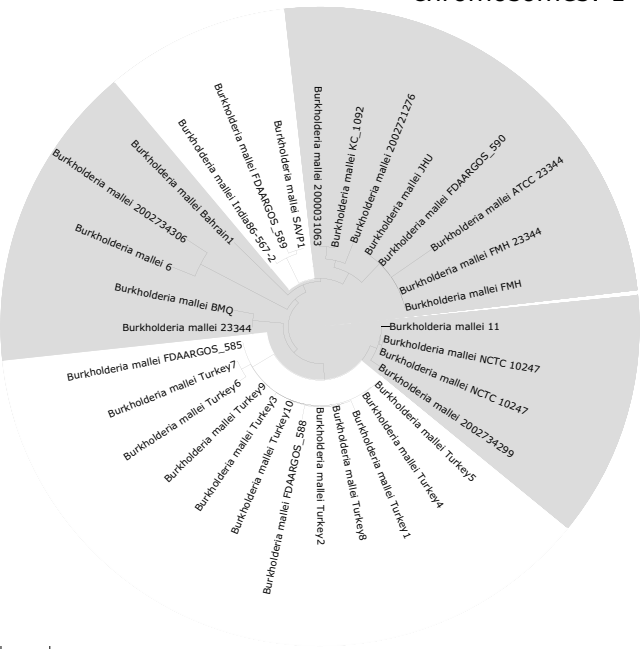 Burkholderia mallei 2000031063
Burkholderia mallei KC_1092
Burkholderia mallei 2002721276
Burkholderia mallei JHU
Burkholderia mallei FDAARGOS_590
Burkholderia mallei ATCC 23344
Burkholderia mallei FMH 23344
Burkholderia mallei FMH
Burkholderia mallei 11
Burkholderia mallei NCTC 10247
Burkholderia mallei NCTC 10247
Burkholderia mallei 2002734299
Burkholderia mallei Turkey5
Burkholderia mallei Turkey4
Burkholderia mallei Turkey1
Burkholderia mallei Turkey8
Burkholderia mallei Turkey2
Burkholderia mallei FDAARGOS_588
Burkholderia mallei Turkey10
Burkholderia mallei Turkey3
Burkholderia mallei Turkey9
Burkholderia mallei Turkey6
Burkholderia mallei Turkey7
Burkholderia mallei FDAARGOS_585
Burkholderia mallei 23344
Burkholderia mallei BMQ
Burkholderia mallei 6
Burkholderia mallei 2002734306
Burkholderia mallei Bahrain1
Burkholderia mallei India86-567-2
Burkholderia mallei FDAARGOS_589
Burkholderia mallei SAVP1